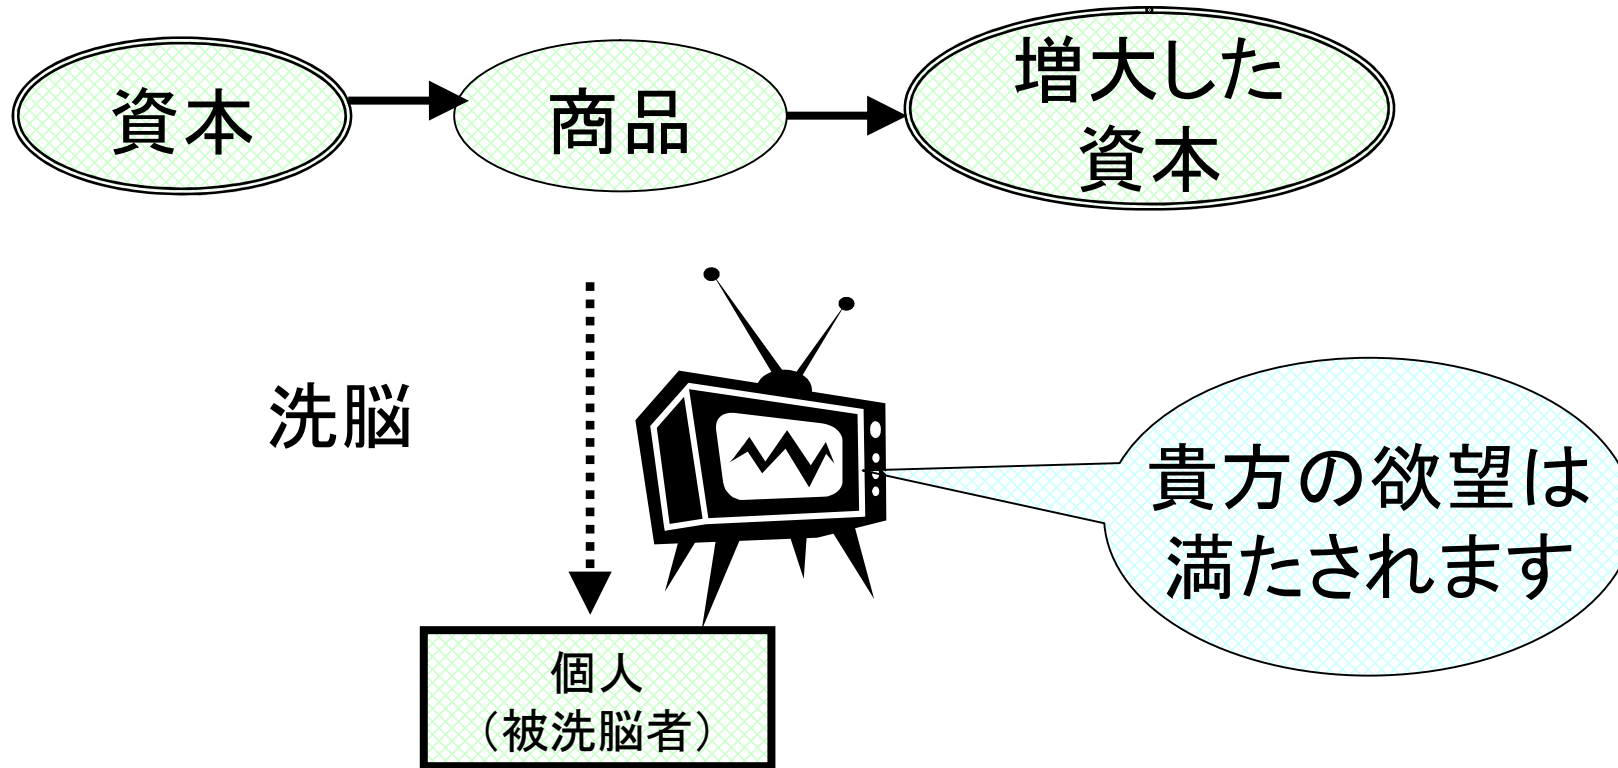 資本
商品
増大した
資本
洗脳
貴方の欲望は
満たされます
個人
（被洗脳者）